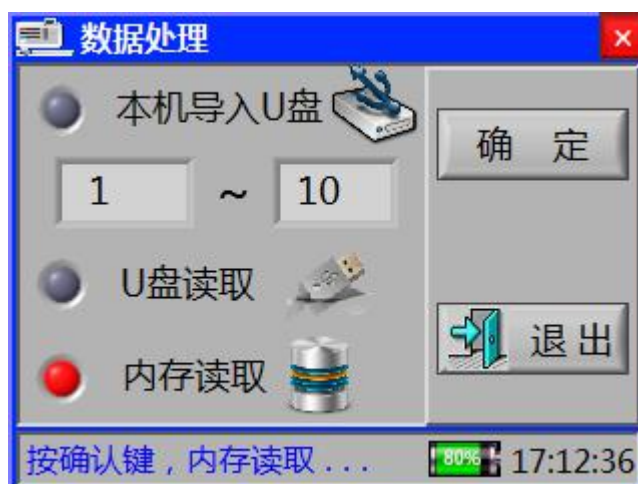 数据处理
本机导入U盘
1 ~ 10
确 定
U盘读取
退出
内存读取
按确认键，内存读取...
80% 17:12:36